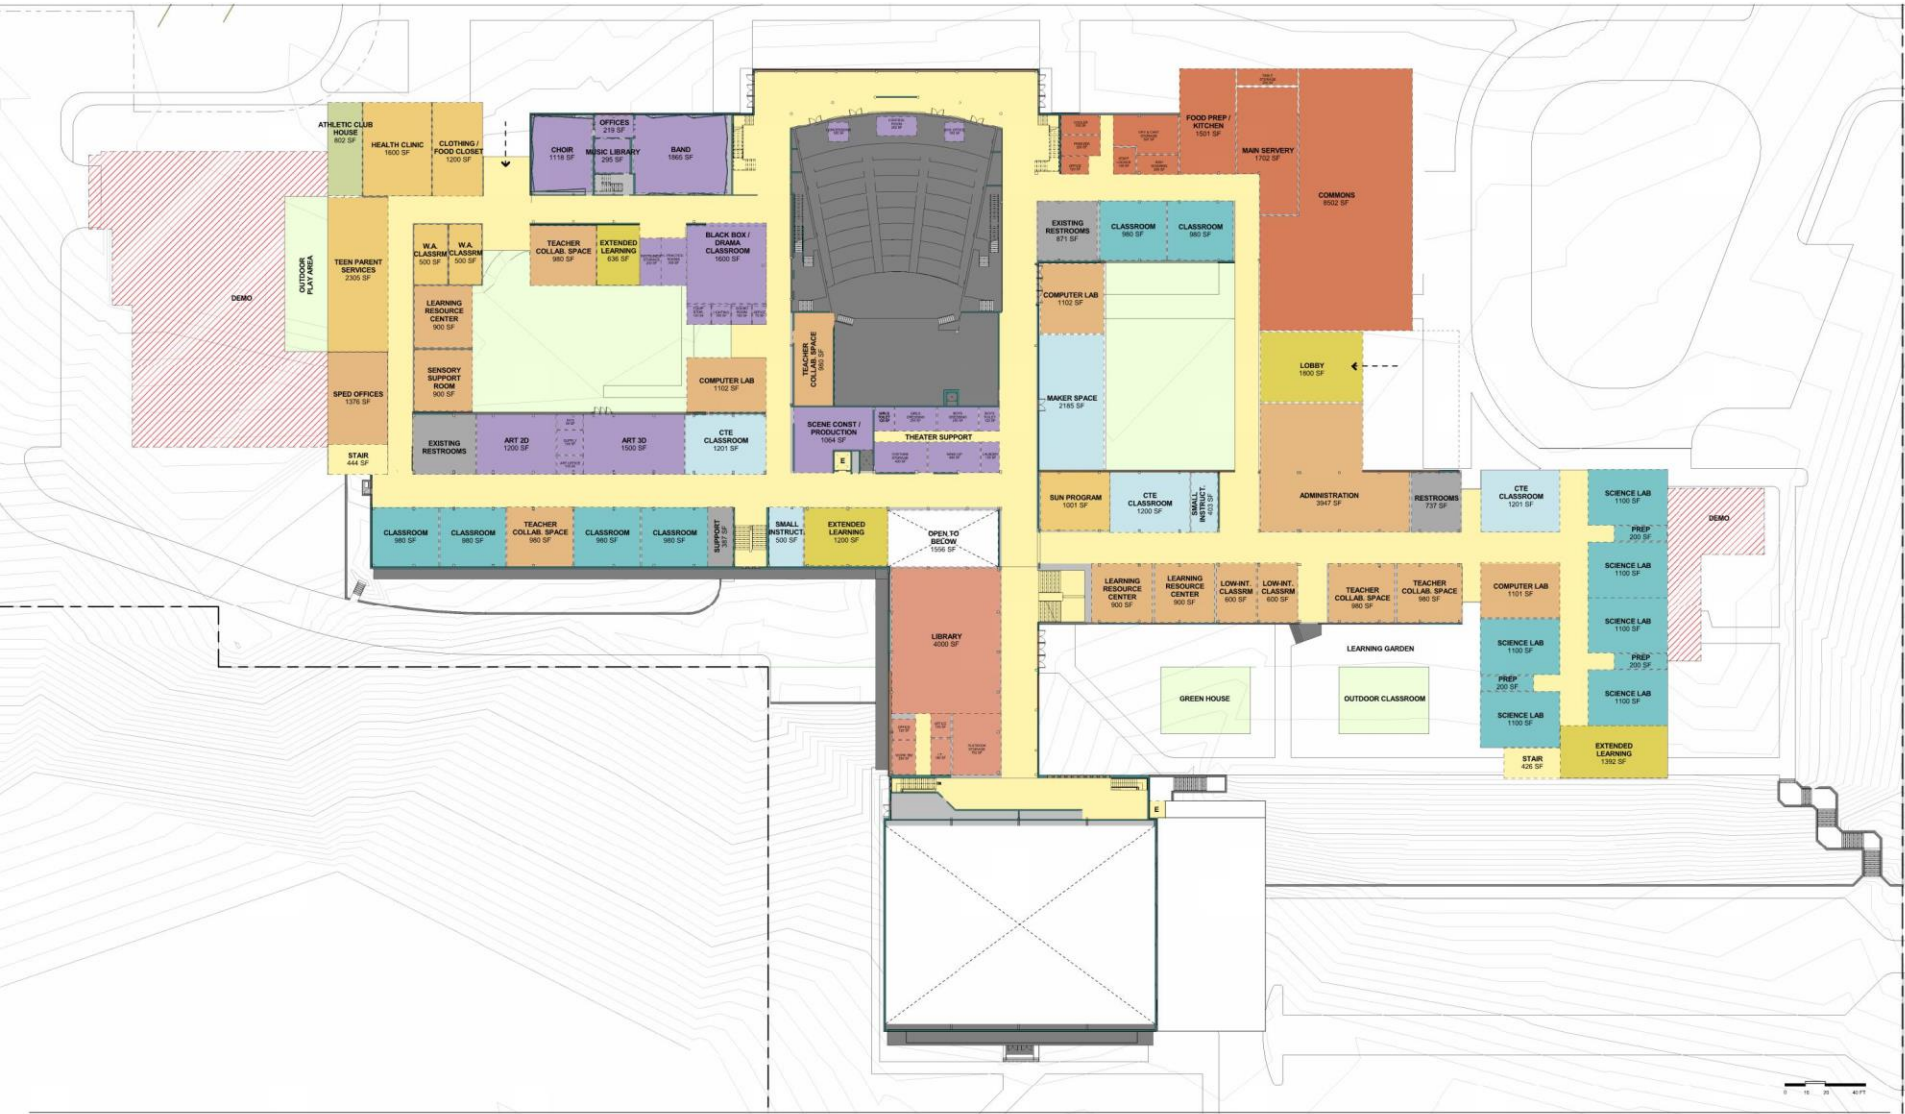 ATHLETIC CLUB
HOUSE
802 SF
HEALTH CLINIC
1600 SF
CLOTHING /
FOOD CLOSET
1200 SF
CHOIR
1118 SF
OFFICES
219 SF
MUSIC LIBRARY
295 SF
BAND
1865 SF
FOOD PREP /
KITCHEN
1501 SF
MAIN SERVERY
1702 SF
COMMONS
8502 SF
DEMO
OUTDOOR
PLAY AREA
TEEN PARENT
SERVICES
2305 SF
W.A.
CLASSRM
500 SF
W.A.
CLASSRM
500 SF
TEACHER
COLLAB. SPACE
980 SF
EXTENDED
LEARNING
636 SF
BLACK BOX /
DRAMA
CLASSROOM
1600 SF
EXISTING
RESTROOMS
871 SF
CLASSROOM
980 SF
CLASSROOM
980 SF
LEARNING
RESOURCE
CENTER
900 SF
SENSORY
SUPPORT
ROOM
900 SF
SPED OFFICES
1376 SF
STAIR
444 SF
COMPUTER LAB
1102 SF
TEACHER
COLLAB. SPACE
980 SF
COMPUTER LAB
1102 SF
MAKER SPACE
2185 SF
LOBBY
1800 SF
EXISTING
RESTROOMS
ART 2D
1200 SF
ART 3D
1500 SF
CTE
CLASSROOM
1201 SF
SCENE CONST /
PRODUCTION
1064 SF
THEATER SUPPORT
E
SUN PROGRAM
1001 SF
CTE
CLASSROOM
1200 SF
SMALL
INSTRUCT.
403 SF
ADMINISTRATION
3947 SF
RESTROOMS
737 SF
CTE
CLASSROOM
1201 SF
SCIENCE LAB
1100 SF
PREP
200 SF
DEMO
CLASSROOM
980 SF
CLASSROOM
980 SF
TEACHER
COLLAB. SPACE
980 SF
CLASSROOM
980 SF
CLASSROOM
980 SF
SUPPORT
387 SF
SMALL
INSTRUCT.
500 SF
EXTENDED
LEARNING
1200 SF
OPEN TO
BELOW
1556 SF
LEARNING
RESOURCE
CENTER
900 SF
LEARNING
RESOURCE
CENTER
900 SF
LOW-INT.
CLASSRM
600 SF
LOW-INT.
CLASSRM
600 SF
TEACHER
COLLAB. SPACE
980 SF
TEACHER
COLLAB. SPACE
980 SF
COMPUTER LAB
1101 SF
SCIENCE LAB
1100 SF
LIBRARY
4000 SF
LEARNING GARDEN
GREEN HOUSE
OUTDOOR CLASSROOM
SCIENCE LAB
1100 SF
SCIENCE LAB
1100 SF
PREP
200 SF
PREP
200 SF
SCIENCE LAB
1100 SF
SCIENCE LAB
1100 SF
STAIR
426 SF
EXTENDED
LEARNING
1392 SF
E